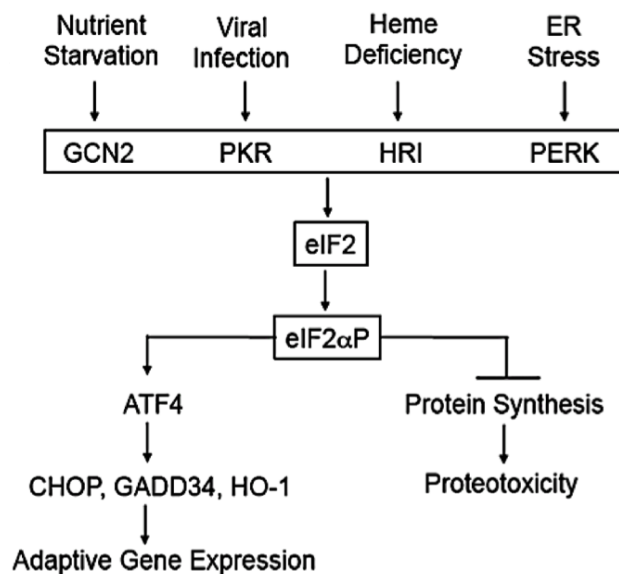 Nutrient Starvation
Viral Infection
Heme Deficiency
ER Stress
GCN2 PKR HRI PERK
eIF2
eIF2αP
ATF4
Protein Synthesis
CHOP, GADD34, HO-1
Proteotoxicity
Adaptive Gene Expression